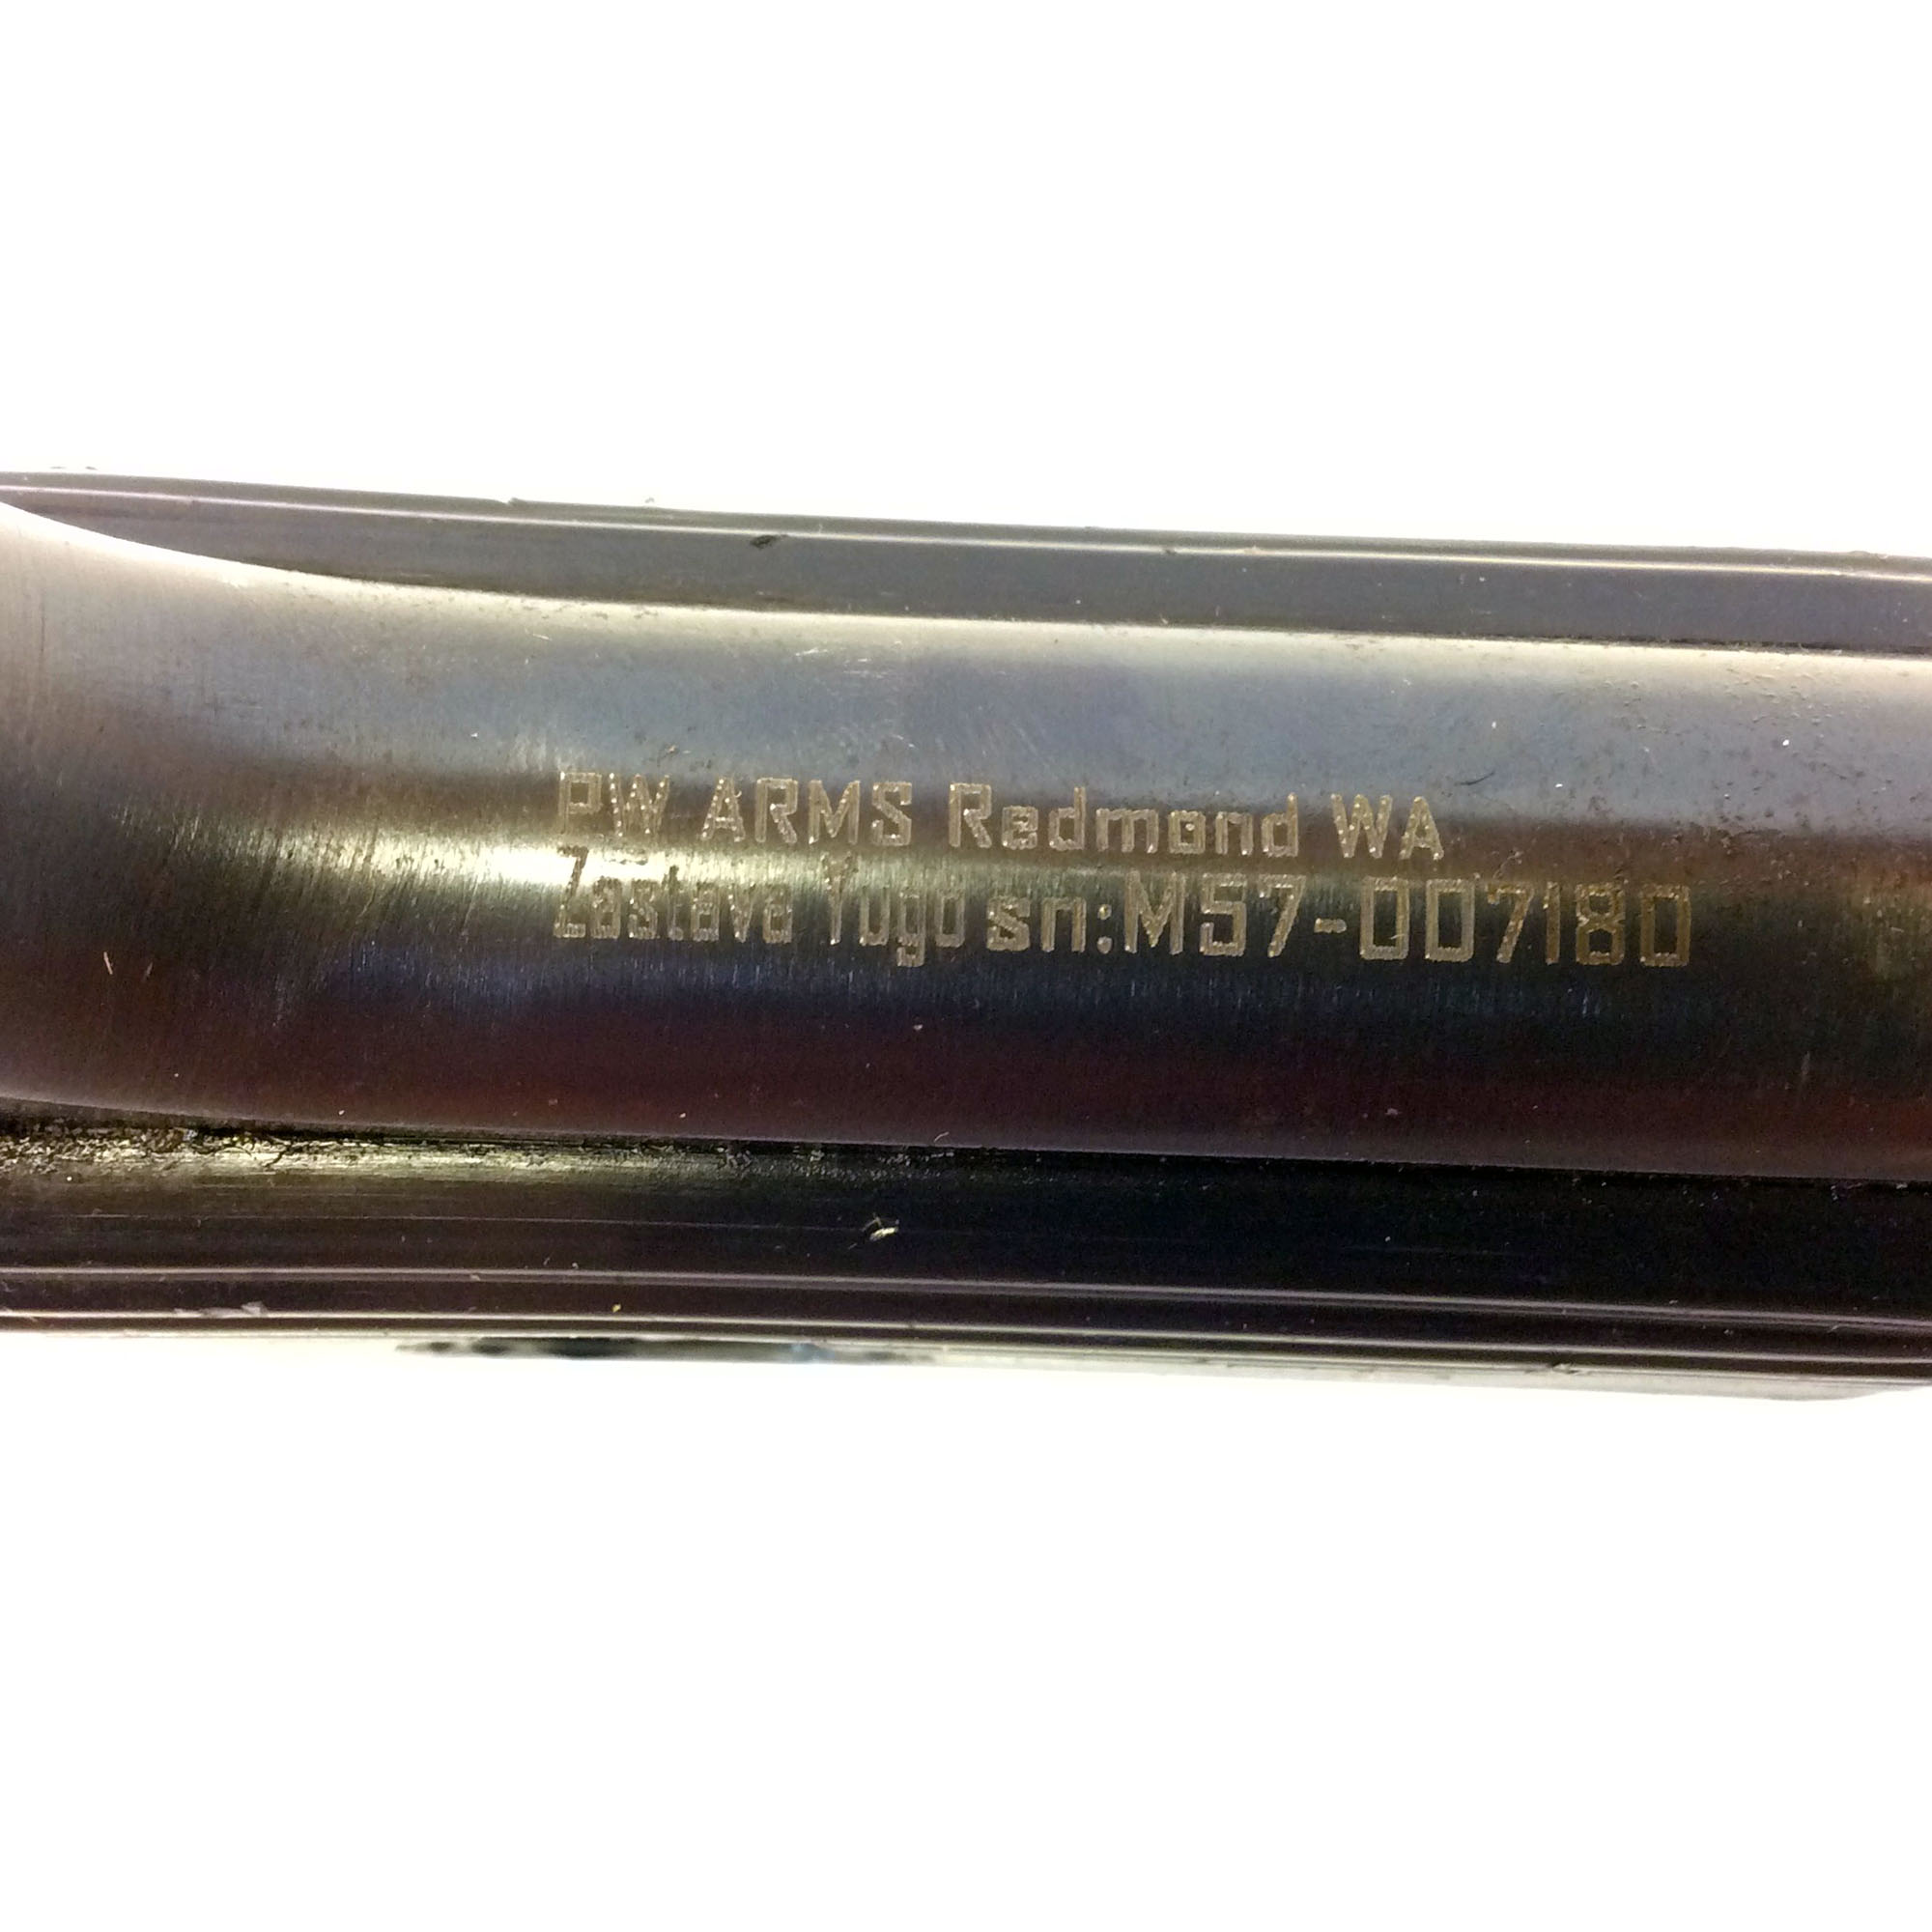 PW ARMS Redmond WA
Zastava Yugo sn:M57-007180